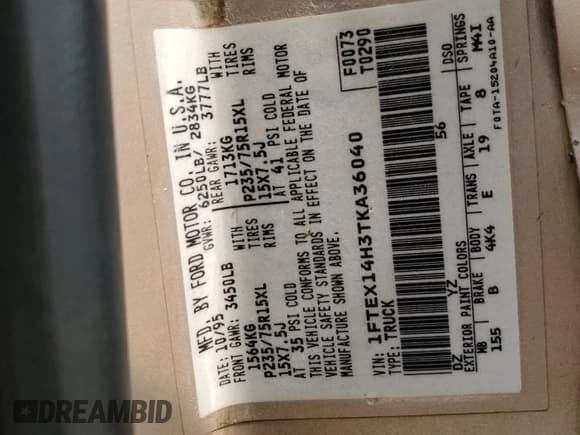 MFD. BY FORD MOTOR CO. IN U.S.A.
DATE: 10/95 GVWR: 6250LB/ 2834KG
FRONT GAWR: 3450LB REAR GAWR: 3777LB
1564KG WITH 1713KG WITH
P235/75R15XL TIRES P235/75R15XL TIRES
15X7.5J RIMS 15X7.5J RIMS
AT 35 PSI COLD AT 41 PSI COLD
THIS VEHICLE CONFORMS TO ALL APPLICABLE FEDERAL MOTOR
VEHICLE SAFETY STANDARDS IN EFFECT ON THE DATE OF
MANUFACTURE SHOWN ABOVE.
F0073
T0290
VIN: 1FTEX14H3TKA36040
TYPE: TRUCK
56
DZ YZ DSO
EXTERIOR PAINT COLORS
WB BRAKE BODY TRANS AXLE TAPE SPRINGS
155 B 4K4 E 19 8 M4I
F0TA-15204A10-AA
DREAMBID